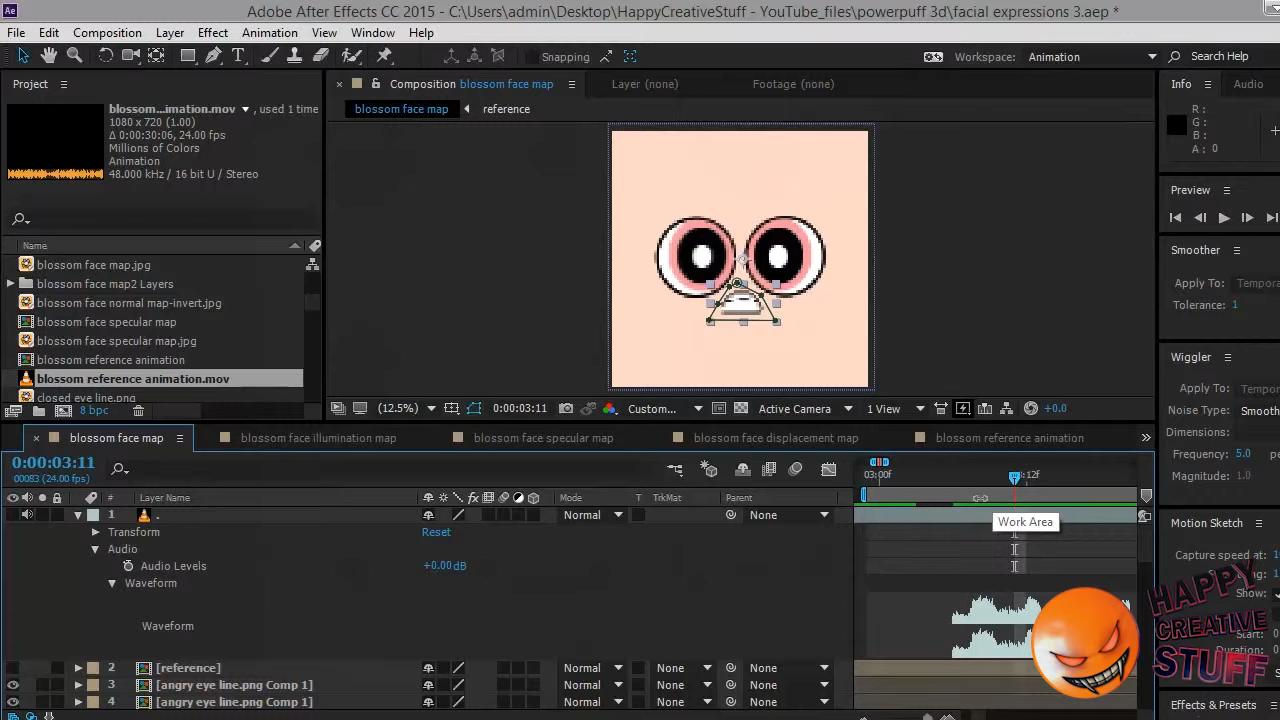 Adobe After Effects CC 2015 - C:\Users\admin\Desktop\HappyCreativeStuff - YouTube_files\powerpuff 3d\facial expressions 3.aep *
File Edit Composition Layer Effect Animation View Window Help
Snapping
Workspace: Animation
Search Help
Project
Composition blossom face map
Layer (none)
Footage (none)
Info
Audio
blossom...imation.mov, used 1 time
1080 x 720 (1.00)
Δ 0:00:30:06, 24.00 fps
Millions of Colors
Animation
48.000 kHz / 16 bit U / Stereo
blossom face map
reference
R :
G :
B :
A : 0
Preview
Name
blossom face map.jpg
blossom face map2 Layers
blossom face normal map-invert.jpg
blossom face specular map
blossom face specular map.jpg
blossom reference animation
blossom reference animation.mov
closed eye line.png
8 bpc
(12.5%)
0:00:03:11
Custom...
Active Camera
1 View
+0.0
Smoother
Apply To: Tempora
Tolerance: 1
Wiggler
Apply To: Tempo
Noise Type: Smoot
Dimensions:
Frequency: 5.0 pe
Magnitude: 1.0
blossom face map
blossom face illumination map
blossom face specular map
blossom face displacement map
blossom reference animation
0:00:03:11
00083 (24.00 fps)
03:00f
:12f
# Layer Name
Mode
T TrkMat
Parent
Work Area
1 .
Normal
None
Transform
Reset
Audio
Audio Levels
+0.00dB
Waveform
Waveform
2 [reference] Normal None None
3 [angry eye line.png Comp 1] Normal None None
4 [angry eye line.png Comp 1] Normal None None
Motion Sketch
Capture speed at:
Show:
Start: 0
Effects & Presets
HAPPY
CREATIVE
STUFF